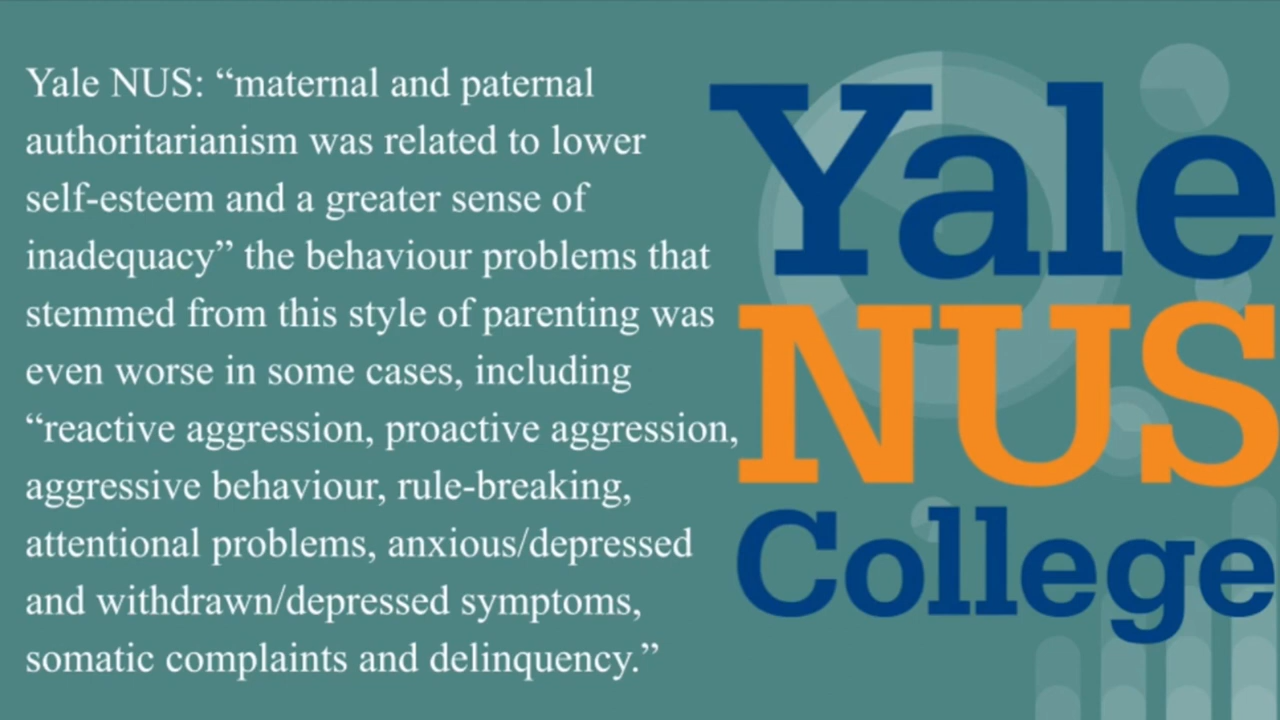 Yale NUS: “maternal and paternal
authoritarianism was related to lower
self-esteem and a greater sense of
inadequacy” the behaviour problems that
stemmed from this style of parenting was
even worse in some cases, including
“reactive aggression, proactive aggression,
aggressive behaviour, rule-breaking,
attentional problems, anxious/depressed
and withdrawn/depressed symptoms,
somatic complaints and delinquency.”
Yale
NUS
College